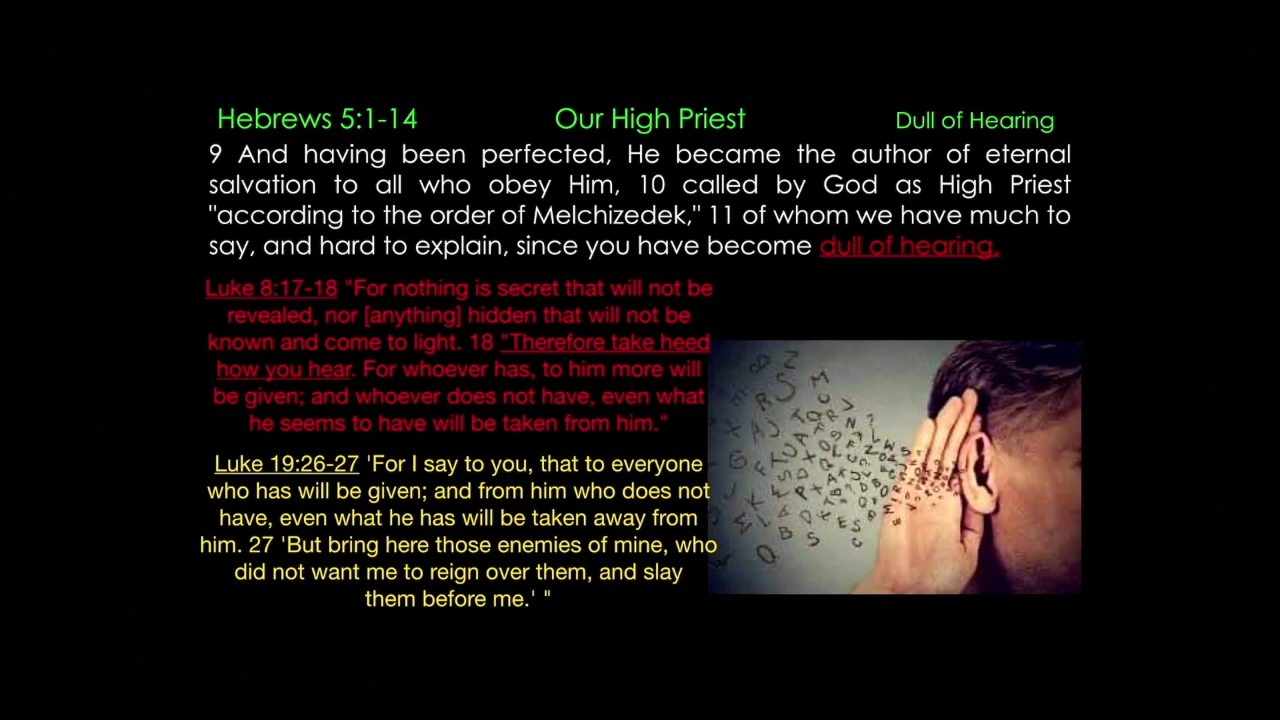 Hebrews 5:1-14 Our High Priest Dull of Hearing
9 And having been perfected, He became the author of eternal
salvation to all who obey Him, 10 called by God as High Priest
"according to the order of Melchizedek," 11 of whom we have much to
say, and hard to explain, since you have become dull of hearing.
Luke 8:17-18 "For nothing is secret that will not be
revealed, nor [anything] hidden that will not be
known and come to light. 18 "Therefore take heed
how you hear. For whoever has, to him more will
be given; and whoever does not have, even what
he seems to have will be taken from him."
Luke 19:26-27 'For I say to you, that to everyone
who has will be given; and from him who does not
have, even what he has will be taken away from
him. 27 'But bring here those enemies of mine, who
did not want me to reign over them, and slay
them before me.' "